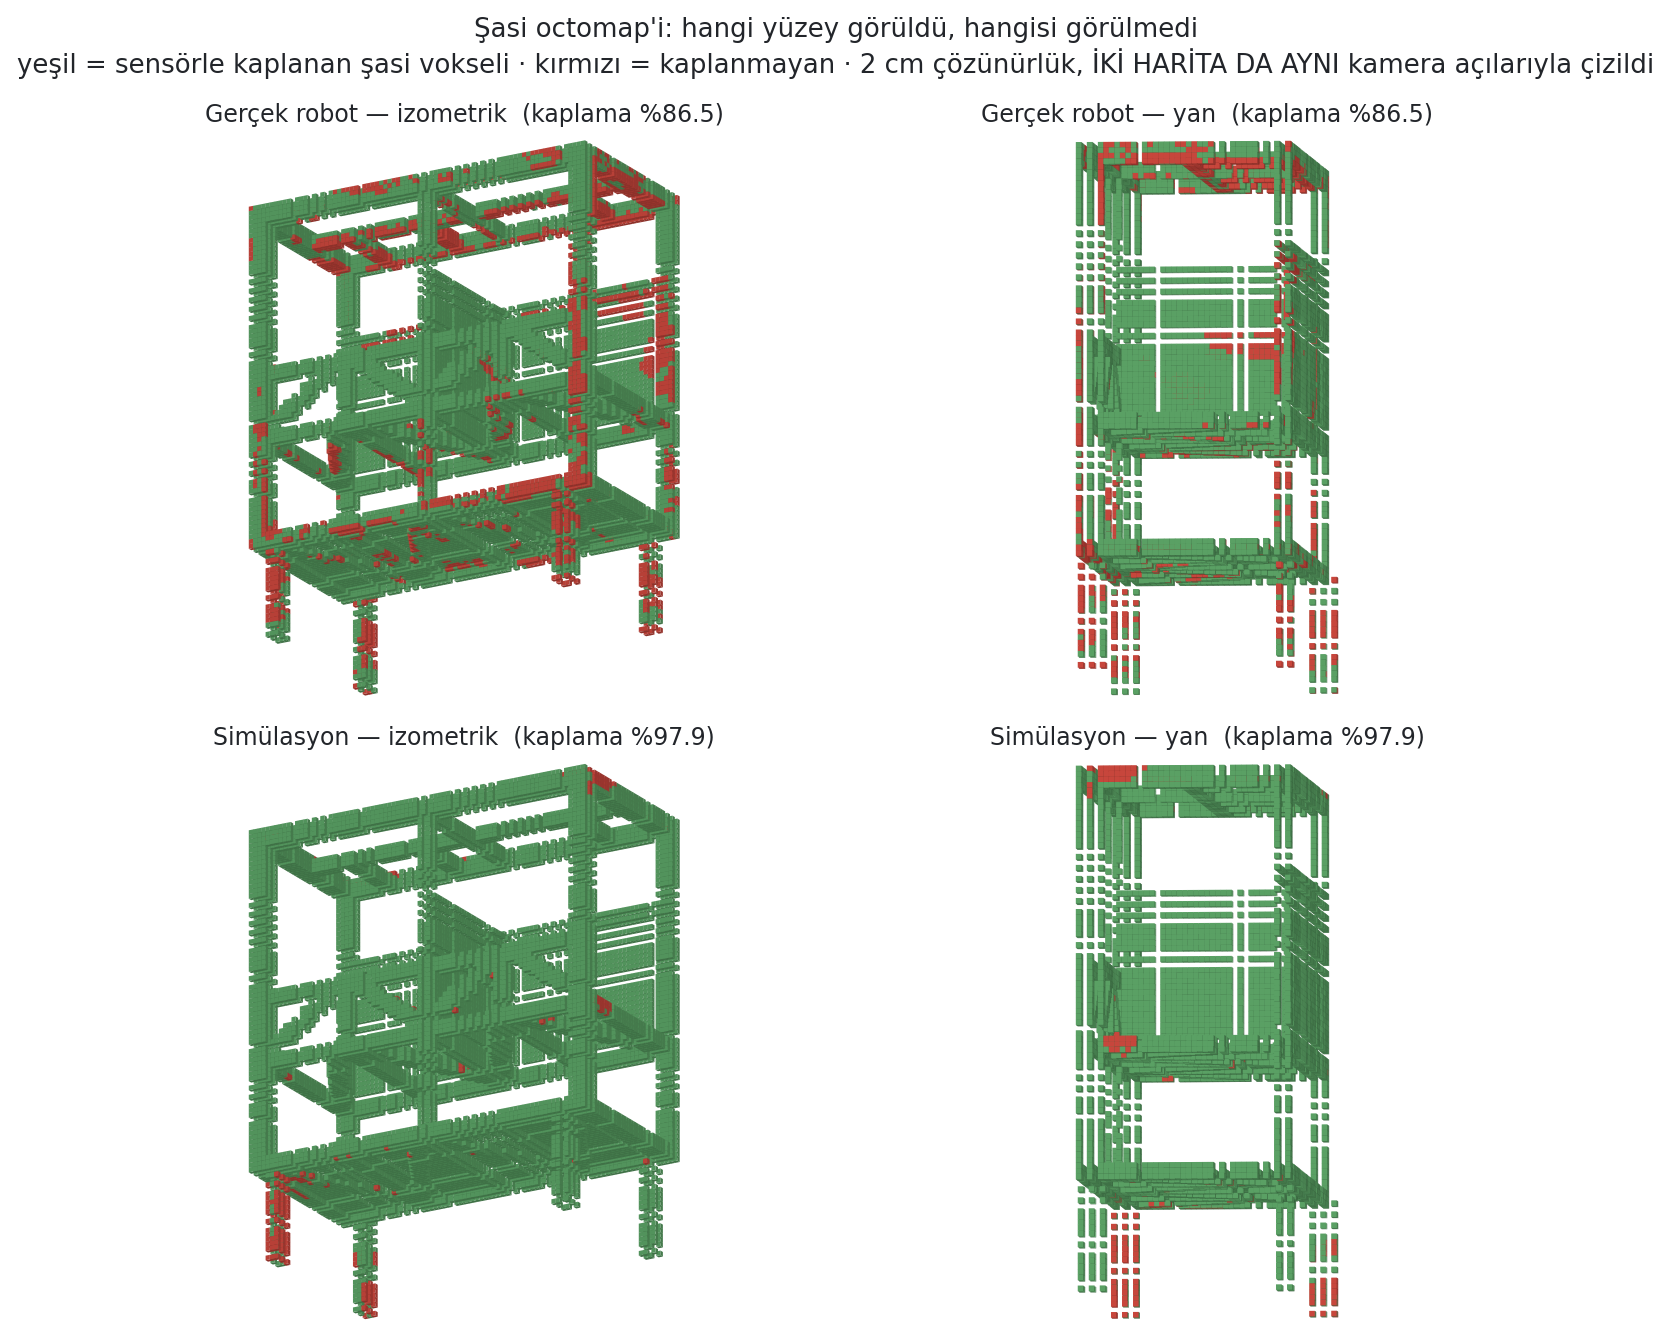 Şasi octomap'i: hangi yüzey görüldü, hangisi görülmedi
yeşil = sensörle kaplanan şasi vokseli · kırmızı = kaplanmayan · 2 cm çözünürlük, İKİ HARİTA DA AYNI kamera açılarıyla çizildi
Gerçek robot — izometrik  (kaplama %86.5)
Gerçek robot — yan  (kaplama %86.5)
Simülasyon — izometrik  (kaplama %97.9)
Simülasyon — yan  (kaplama %97.9)